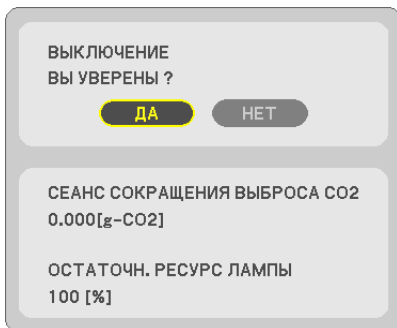 ВЫКЛЮЧЕНИЕ
ВЫ УВЕРЕНЫ ?
ДА НЕТ
СЕАНС СОКРАЩЕНИЯ ВЫБРОСА CO2
0.000[g-CO2]
ОСТАТОЧН. РЕСУРС ЛАМПЫ
100 [%]